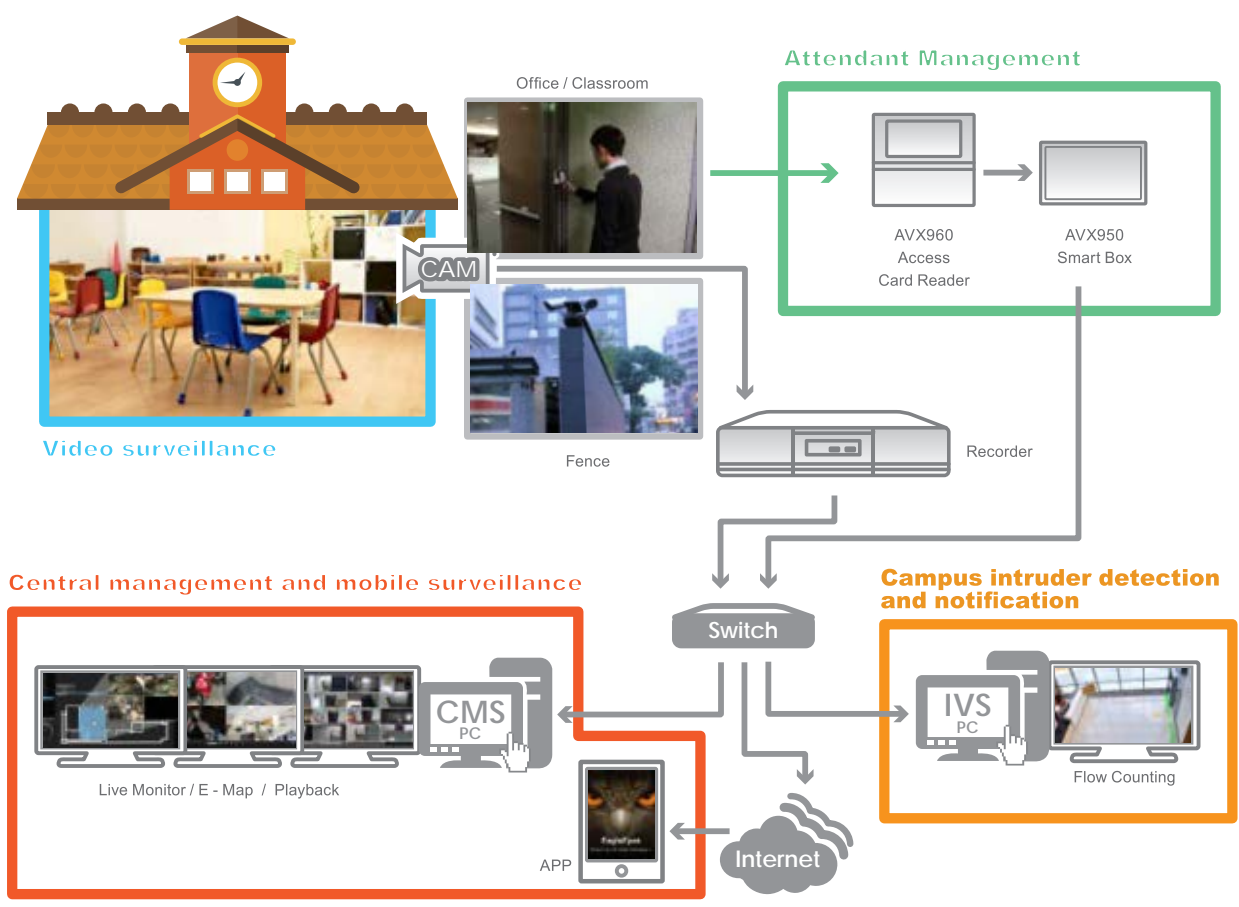 Office / Classroom
Attendant Management
AVX960
Access
Card Reader
AVX950
Smart Box
CAM
Video surveillance
Fence
Recorder
Central management and mobile surveillance
Campus intruder detection
and notification
Switch
CMS
PC
IVS
PC
Live Monitor / E - Map / Playback
Flow Counting
EagleEyes
APP
Internet